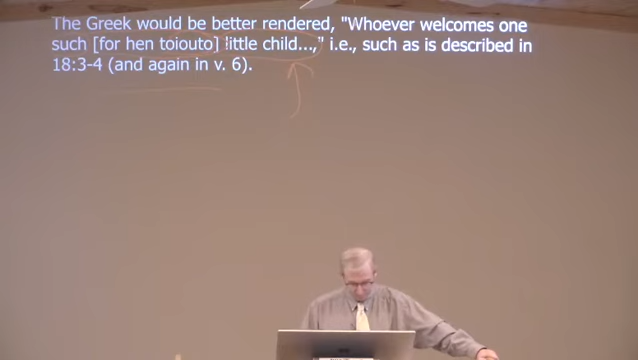 The Greek would be better rendered, "Whoever welcomes one
such [for hen toiouto] little child...," i.e., such as is described in
18:3-4 (and again in v. 6).